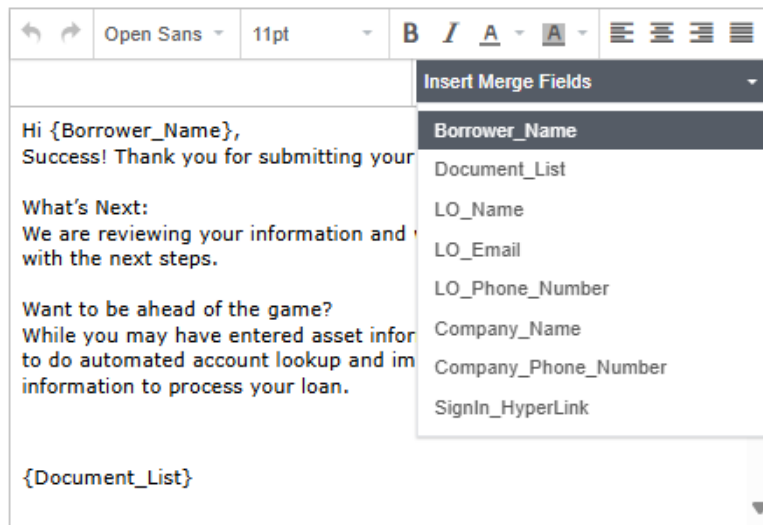 Open Sans 11pt B I A A
Insert Merge Fields
Hi {Borrower_Name},
Success! Thank you for submitting your
What’s Next:
We are reviewing your information and
with the next steps.
Want to be ahead of the game?
While you may have entered asset infor
to do automated account lookup and im
information to process your loan.
{Document_List}
Borrower_Name
Document_List
LO_Name
LO_Email
LO_Phone_Number
Company_Name
Company_Phone_Number
SignIn_HyperLink